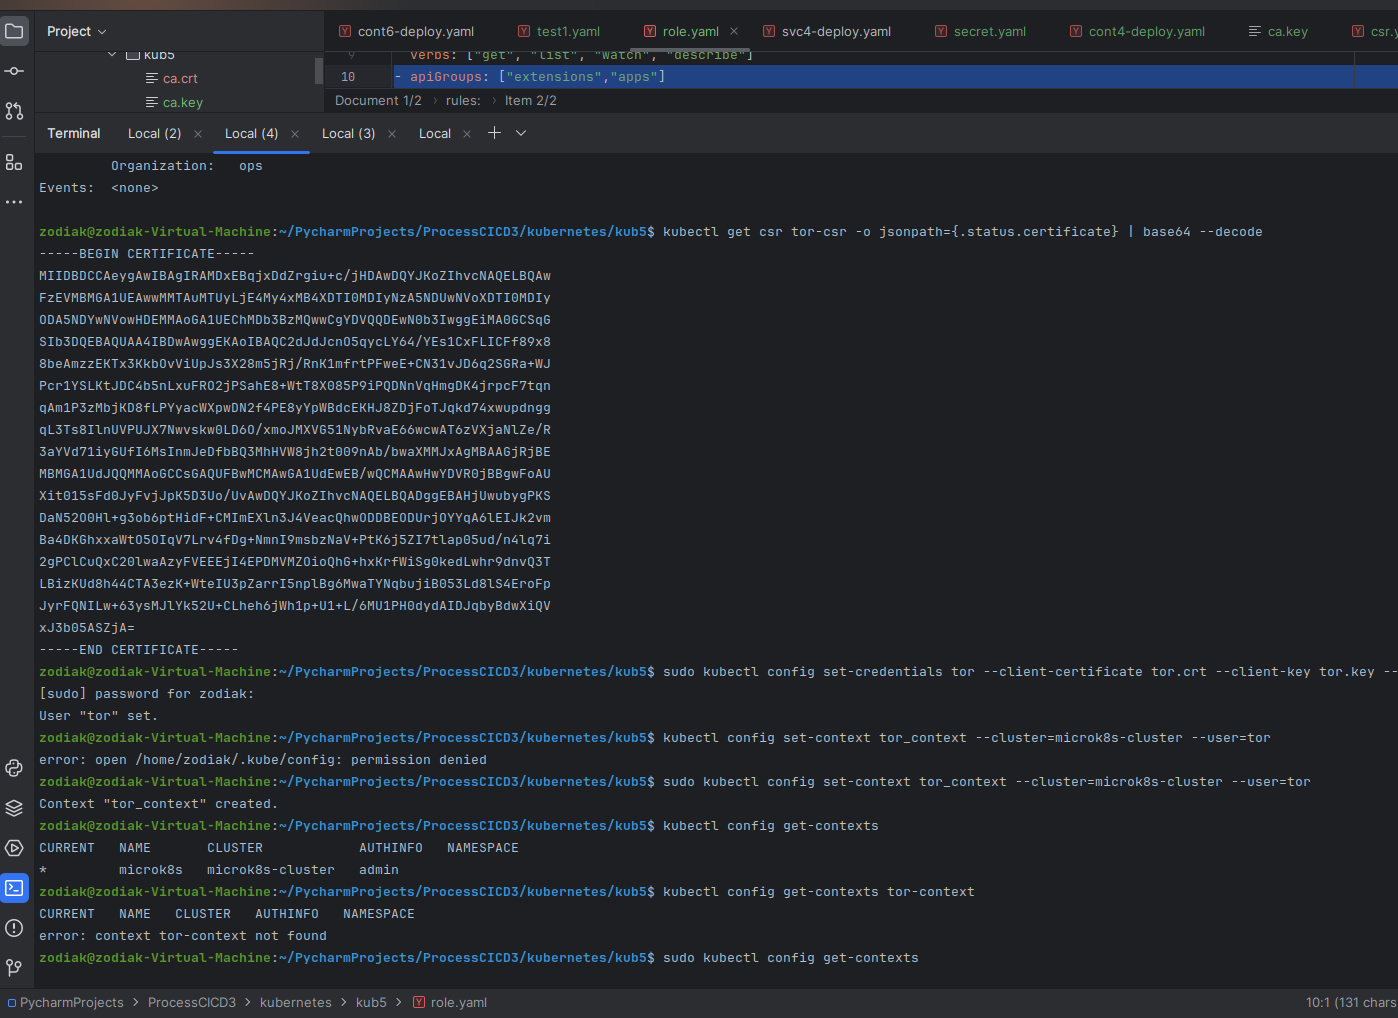 Project
cont6-deploy.yaml
test1.yaml
role.yaml
svc4-deploy.yaml
secret.yaml
cont4-deploy.yaml
ca.key
csr.y
kub5
ca.crt
ca.key
9 verbs: ["get", "list", "watch", "describe"]
10 - apiGroups: ["extensions","apps"]
Document 1/2 › rules: › Item 2/2
Terminal Local (2) × Local (4) × Local (3) × Local ×
Organization: ops
Events: <none>
zodiak@zodiak-Virtual-Machine:~/PycharmProjects/ProcessCICD3/kubernetes/kub5$ kubectl get csr tor-csr -o jsonpath={.status.certificate} | base64 --decode
-----BEGIN CERTIFICATE-----
MIIDBDCCAeygAwIBAgIRAMDxEBqjxDdZrgiu+c/jHDAwDQYJKoZIhvcNAQELBQAw
FzEVMBMGA1UEAwwMMTAuMTUyLjE4My4xMB4XDTI0MDIyNzA5NDUwNVoXDTI0MDIy
ODA5NDYwNVowHDEMMAoGA1UEChMDb3BzMQwwCgYDVQQDEwN0b3IwggEiMA0GCSqG
SIb3DQEBAQUAA4IBDwAwggEKAoIBAQC2dJdJcnO5qycLY64/YEs1CxFLICFf89x8
8beAmzzEKTx3KkbOvViUpJs3X28m5jRj/RnK1mfrtPFweE+CN31vJD6q2SGRa+WJ
Pcr1YSLKtJDC4b5nLxuFRO2jPSahE8+WtT8X085P9iPQDNnVqHmgDK4jrpcF7tqn
qAm1P3zMbjKD8fLPYyacWXpwDN2f4PE8yYpWBdcEKHJ8ZDjFoTJqkd74xwupdngg
qL3Ts8IlnUVPUJX7Nwvskw0LD6O/xmoJMXVG51NybRvaE66wcwAT6zVXjaNlZe/R
3aYVd71iyGUfI6MsInmJeDfbBQ3MhHVW8jh2t009nAb/bwaXMMJxAgMBAAGjRjBE
MBMGA1UdJQQMMAoGCCsGAQUFBwMCMAwGA1UdEwEB/wQCMAAwHwYDVR0jBBgwFoAU
Xit015sFd0JyFvjJpK5D3Uo/UvAwDQYJKoZIhvcNAQELBQADggEBAHjUwubygPKS
DaN52O0Hl+g3ob6ptHidF+CMImEXln3J4VeacQhwODDBEODUrjOYYqA6lEIJk2vm
Ba4DKGhxxaWtO5OIqV7Lrv4fDg+NmnI9msbzNaV+PtK6j5ZI7tlap05ud/n4lq7i
2gPClCuQxC20lwaAzyFVEEEjI4EPDMVMZOioQhG+hxKrfWiSg0kedLwhr9dnvQ3T
LBizKUd8h44CTA3ezK+WteIU3pZarrI5nplBg6MwaTYNqbujiB053Ld8lS4EroFp
JyrFQNILw+63ysMJlYk52U+CLheh6jWh1p+U1+L/6MU1PH0dydAIDJqbyBdwXiQV
xJ3b05ASZjA=
-----END CERTIFICATE-----
zodiak@zodiak-Virtual-Machine:~/PycharmProjects/ProcessCICD3/kubernetes/kub5$ sudo kubectl config set-credentials tor --client-certificate tor.crt --client-key tor.key --
[sudo] password for zodiak:
User "tor" set.
zodiak@zodiak-Virtual-Machine:~/PycharmProjects/ProcessCICD3/kubernetes/kub5$ kubectl config set-context tor_context --cluster=microk8s-cluster --user=tor
error: open /home/zodiak/.kube/config: permission denied
zodiak@zodiak-Virtual-Machine:~/PycharmProjects/ProcessCICD3/kubernetes/kub5$ sudo kubectl config set-context tor_context --cluster=microk8s-cluster --user=tor
Context "tor_context" created.
zodiak@zodiak-Virtual-Machine:~/PycharmProjects/ProcessCICD3/kubernetes/kub5$ kubectl config get-contexts
CURRENT NAME CLUSTER AUTHINFO NAMESPACE
* microk8s microk8s-cluster admin
zodiak@zodiak-Virtual-Machine:~/PycharmProjects/ProcessCICD3/kubernetes/kub5$ kubectl config get-contexts tor-context
CURRENT NAME CLUSTER AUTHINFO NAMESPACE
error: context tor-context not found
zodiak@zodiak-Virtual-Machine:~/PycharmProjects/ProcessCICD3/kubernetes/kub5$ sudo kubectl config get-contexts
PycharmProjects › ProcessCICD3 › kubernetes › kub5 › role.yaml
10:1 (131 chars